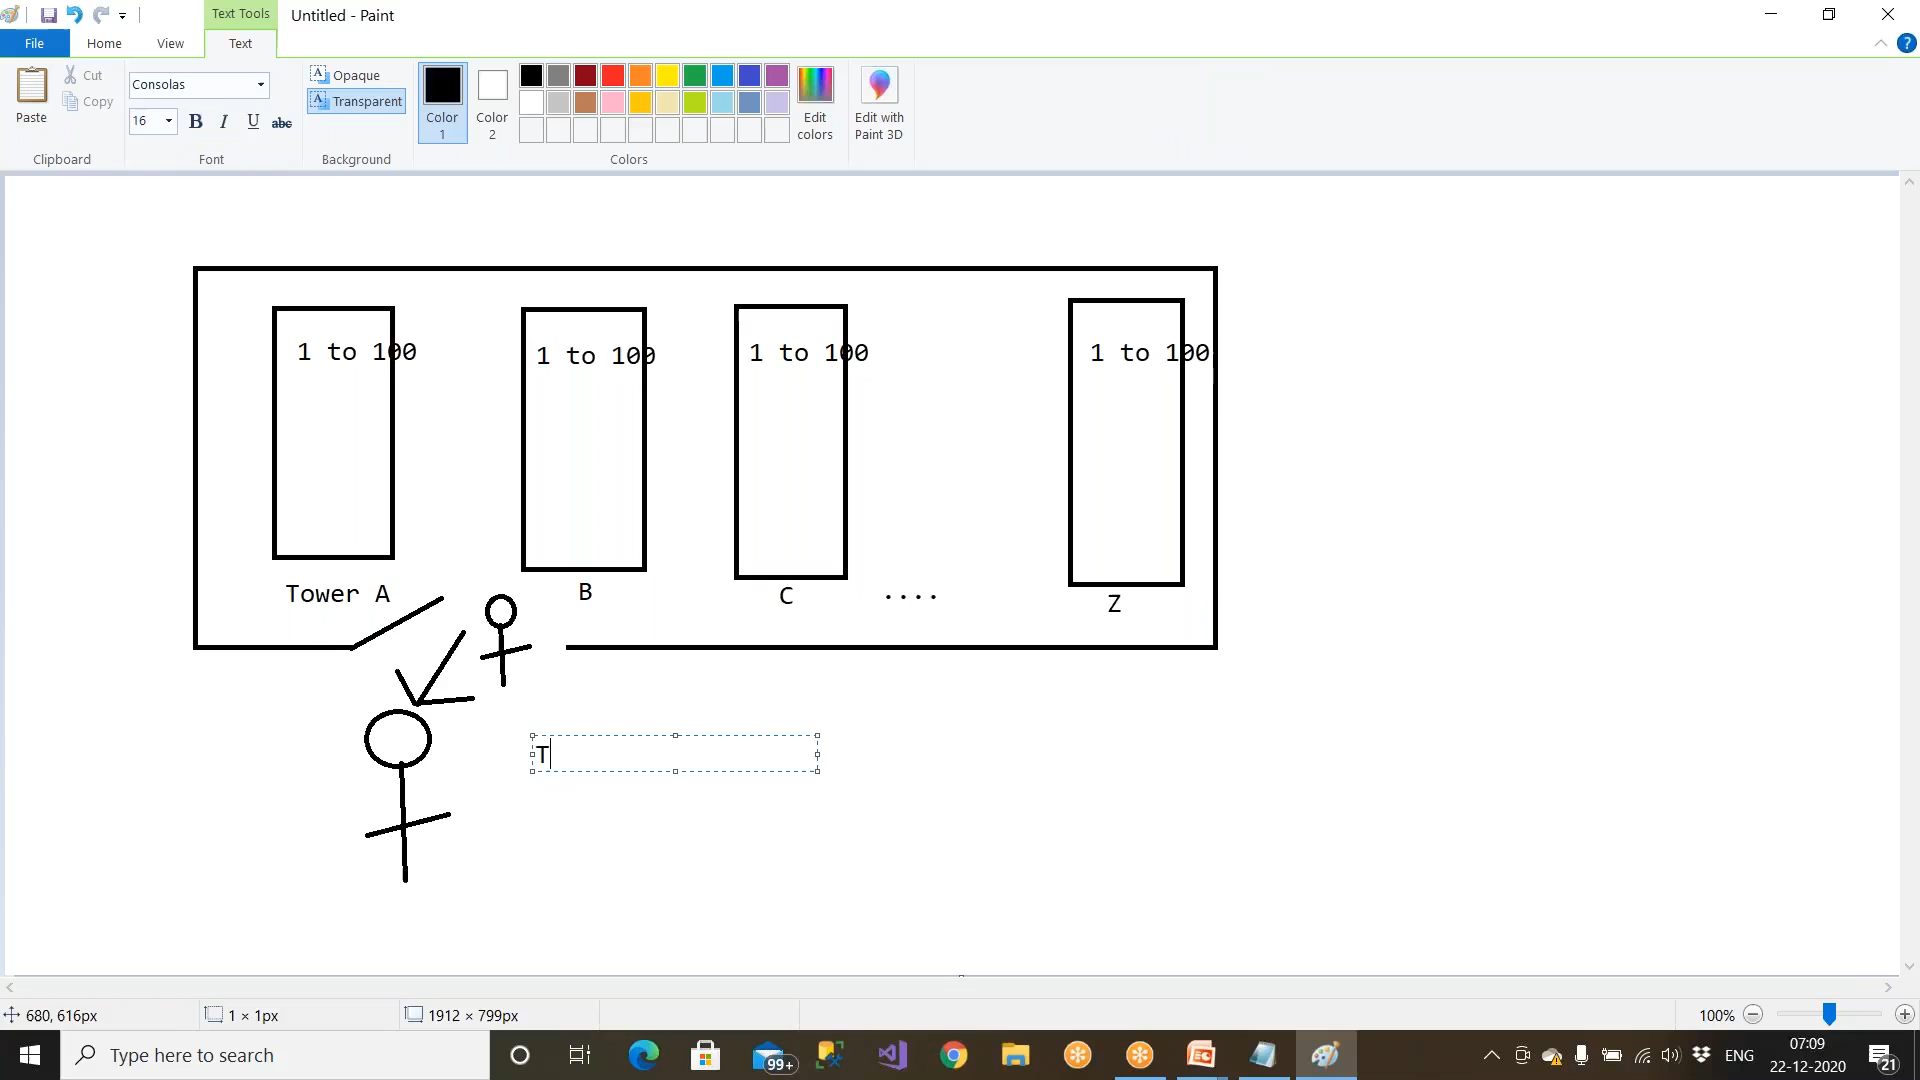 Text Tools
Untitled - Paint
File
Home
View
Text
?
Paste
Cut
Copy
Clipboard
Consolas
16
B I U abc
Font
A Opaque
A Transparent
Background
Color
1
Color
2
Edit
colors
Edit with
Paint 3D
Colors
1 to 100
1 to 100
1 to 100
1 to 100
Tower A
B
C
....
Z
T
680, 616px
1 × 1px
1912 × 799px
100%
Type here to search
99+
ENG
07:09
22-12-2020
21